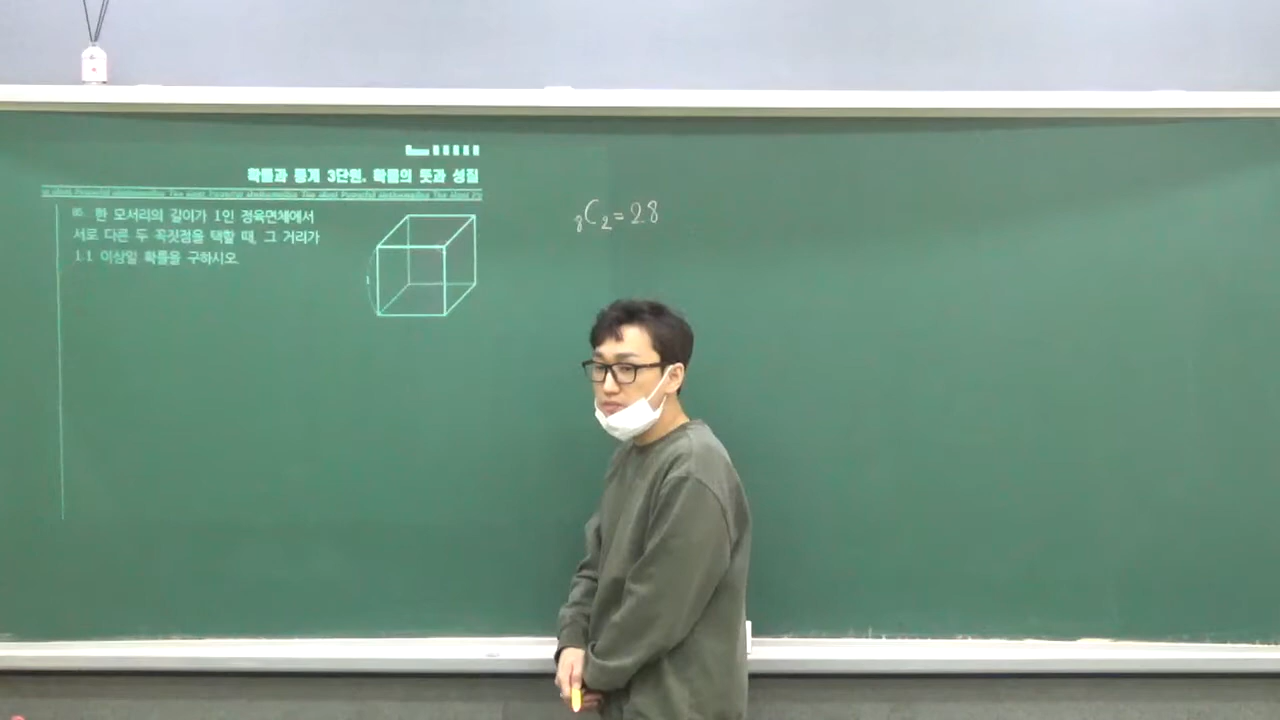 확률과 통계 3단원. 확률의 뜻과 성질
한 모서리의 길이가 1인 정육면체에서
서로 다른 두 꼭짓점을 택할 때, 그 거리가
1.1 이상일 확률을 구하시오.
1
₈C₂=28